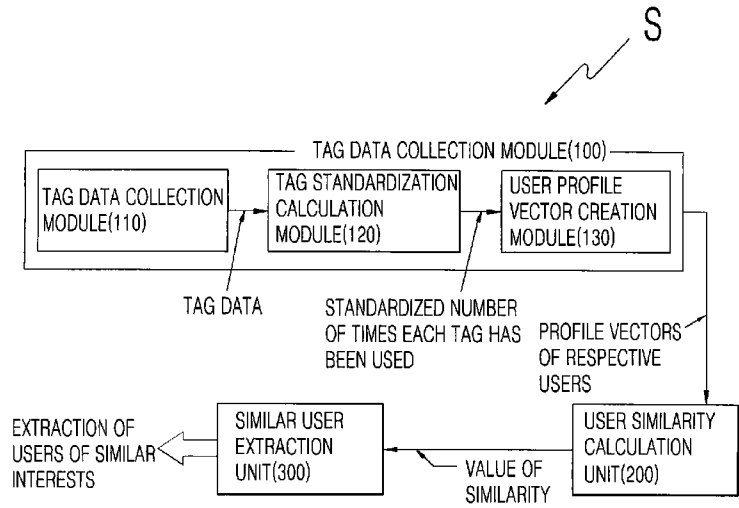 S
TAG DATA COLLECTION MODULE(100)
TAG DATA COLLECTION
MODULE(110)
TAG STANDARDIZATION
CALCULATION
MODULE(120)
USER PROFILE
VECTOR CREATION
MODULE(130)
TAG DATA
STANDARDIZED NUMBER
OF TIMES EACH TAG HAS
BEEN USED
PROFILE VECTORS
OF RESPECTIVE
USERS
EXTRACTION OF
USERS OF SIMILAR
INTERESTS
SIMILAR USER
EXTRACTION
UNIT(300)
VALUE OF
SIMILARITY
USER SIMILARITY
CALCULATION
UNIT(200)